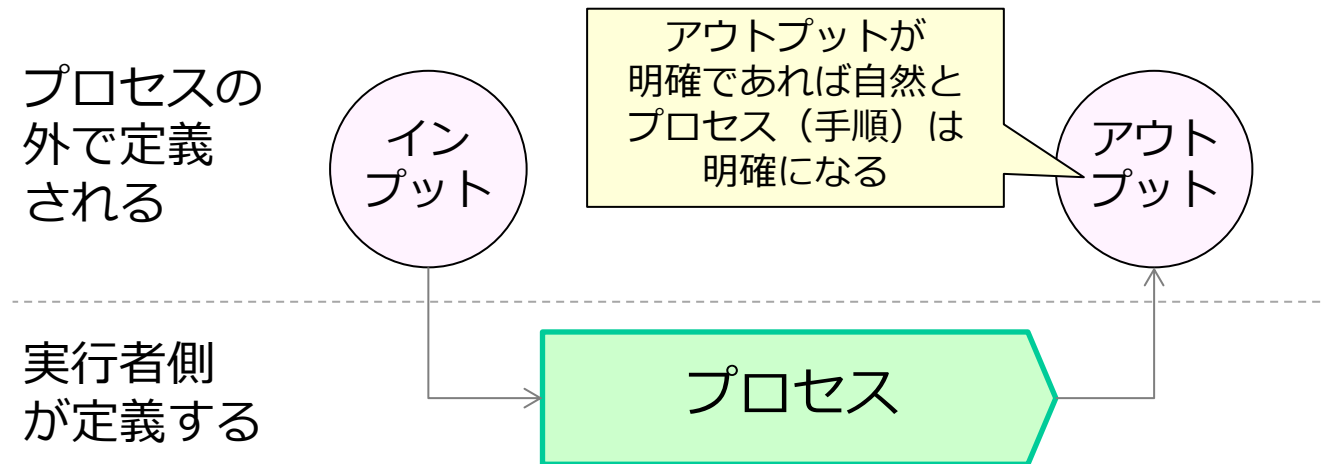 プロセスの
外で定義
される
イン
プット
アウトプットが
明確であれば自然と
プロセス（手順）は
明確になる
アウト
プット
実行者側
が定義する
プロセス